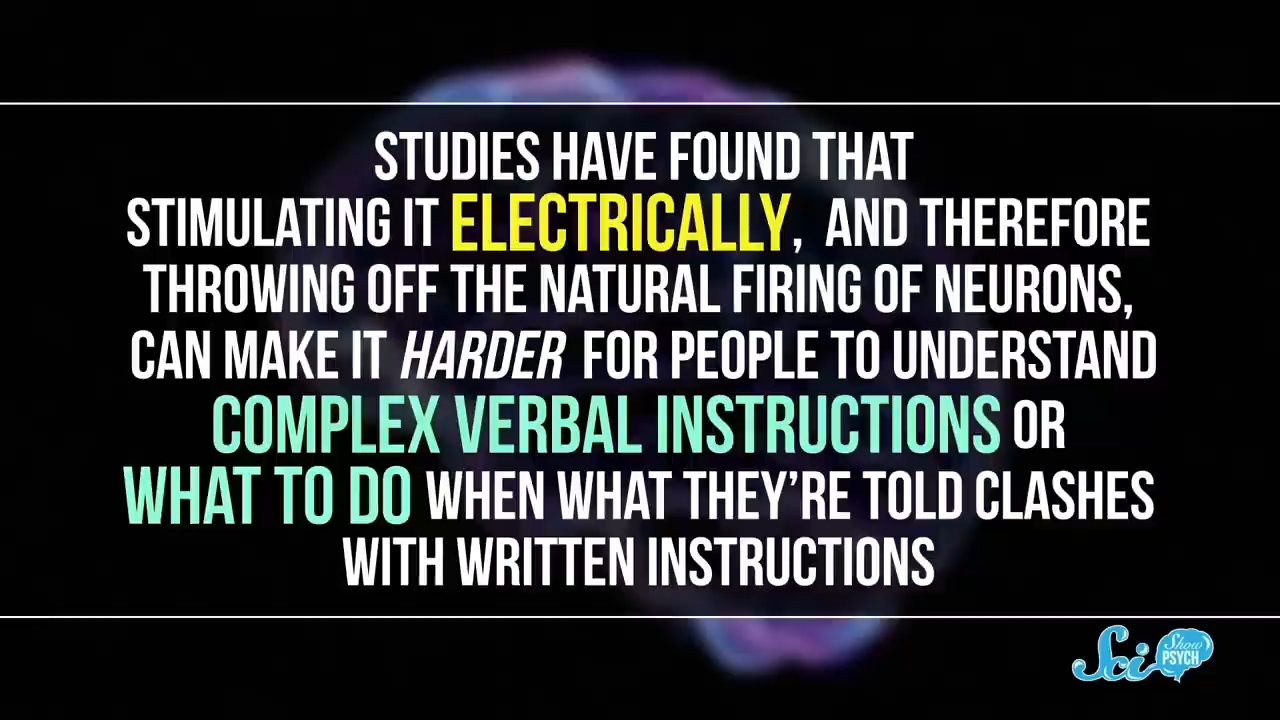 STUDIES HAVE FOUND THAT
STIMULATING IT ELECTRICALLY, AND THEREFORE
THROWING OFF THE NATURAL FIRING OF NEURONS,
CAN MAKE IT HARDER FOR PEOPLE TO UNDERSTAND
COMPLEX VERBAL INSTRUCTIONS OR
WHAT TO DO WHEN WHAT THEY'RE TOLD CLASHES
WITH WRITTEN INSTRUCTIONS
Sci Show
PSYCH